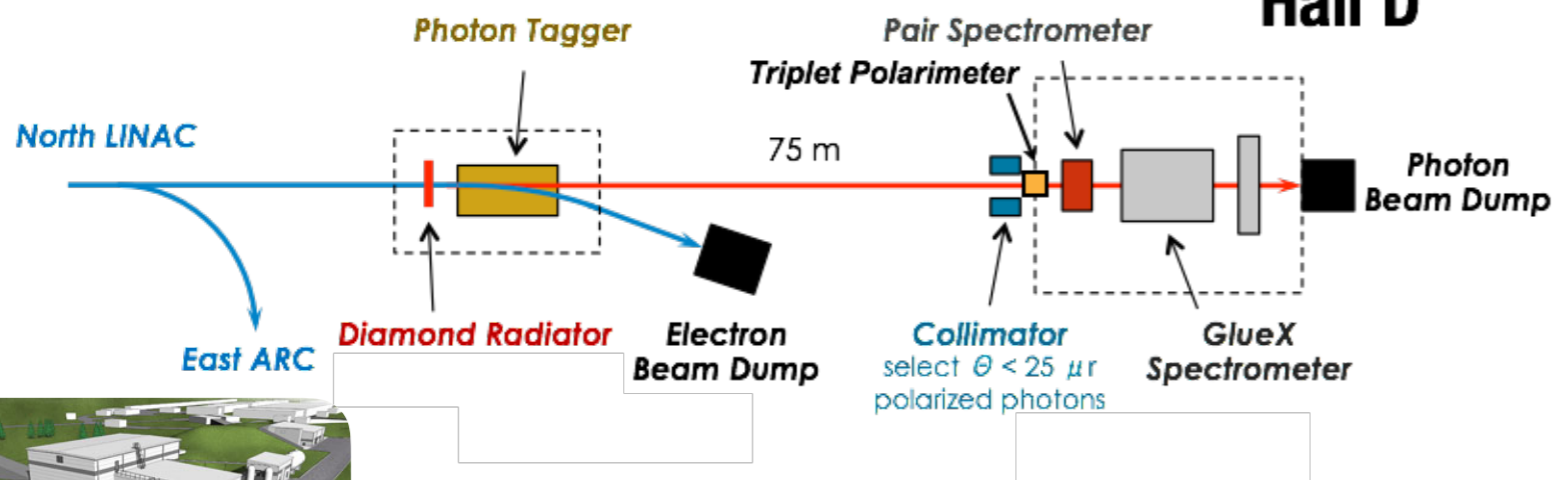 Hall D
Photon Tagger
Pair Spectrometer
Triplet Polarimeter
North LINAC
75 m
Photon
Beam Dump
East ARC
Diamond Radiator
Electron
Beam Dump
Collimator
select θ < 25 μr
polarized photons
GlueX
Spectrometer